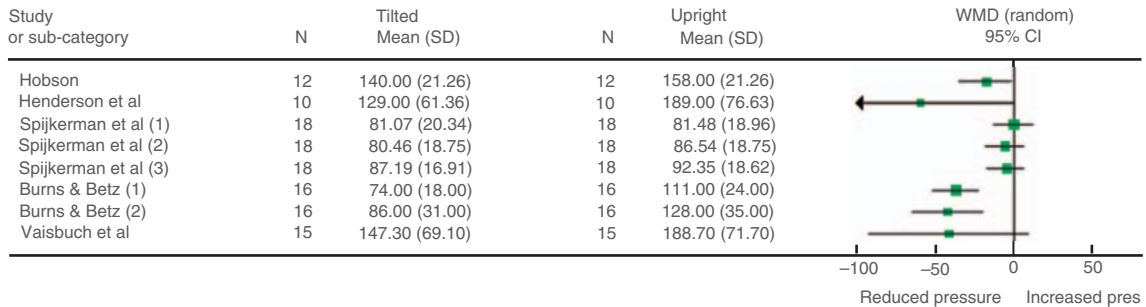 Study Tilted Upright WMD (random)
or sub-category N Mean (SD) N Mean (SD) 95% CI
Hobson 12 140.00 (21.26) 12 158.00 (21.26)
Henderson et al 10 129.00 (61.36) 10 189.00 (76.63)
Spijkerman et al (1) 18 81.07 (20.34) 18 81.48 (18.96)
Spijkerman et al (2) 18 80.46 (18.75) 18 86.54 (18.75)
Spijkerman et al (3) 18 87.19 (16.91) 18 92.35 (18.62)
Burns & Betz (1) 16 74.00 (18.00) 16 111.00 (24.00)
Burns & Betz (2) 16 86.00 (31.00) 16 128.00 (35.00)
Vaisbuch et al 15 147.30 (69.10) 15 188.70 (71.70)
–100 –50 0 50
Reduced pressure Increased pres